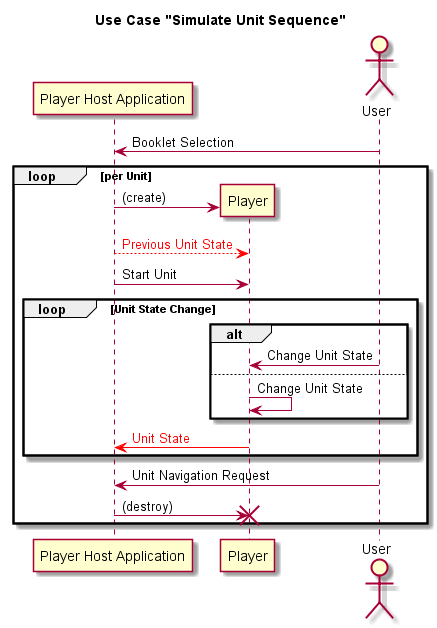 Use Case "Simulate Unit Sequence"
Player Host Application
User
Booklet Selection
loop [per Unit]
(create)
Player
Previous Unit State
Start Unit
loop [Unit State Change]
alt
Change Unit State
Change Unit State
Unit State
Unit Navigation Request
(destroy)
Player Host Application
Player
User